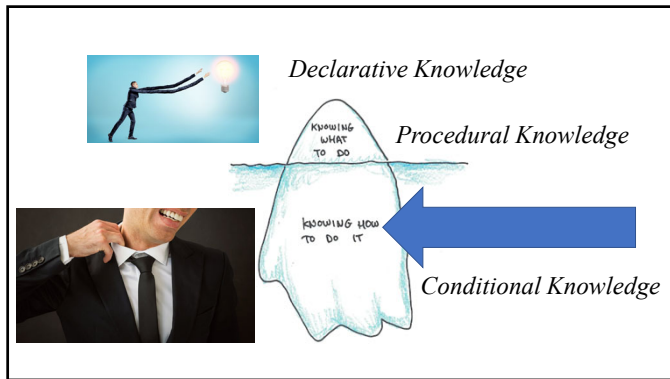 Declarative Knowledge
KNOWING
WHAT
TO DO
Procedural Knowledge
KNOWING HOW
TO DO IT
Conditional Knowledge